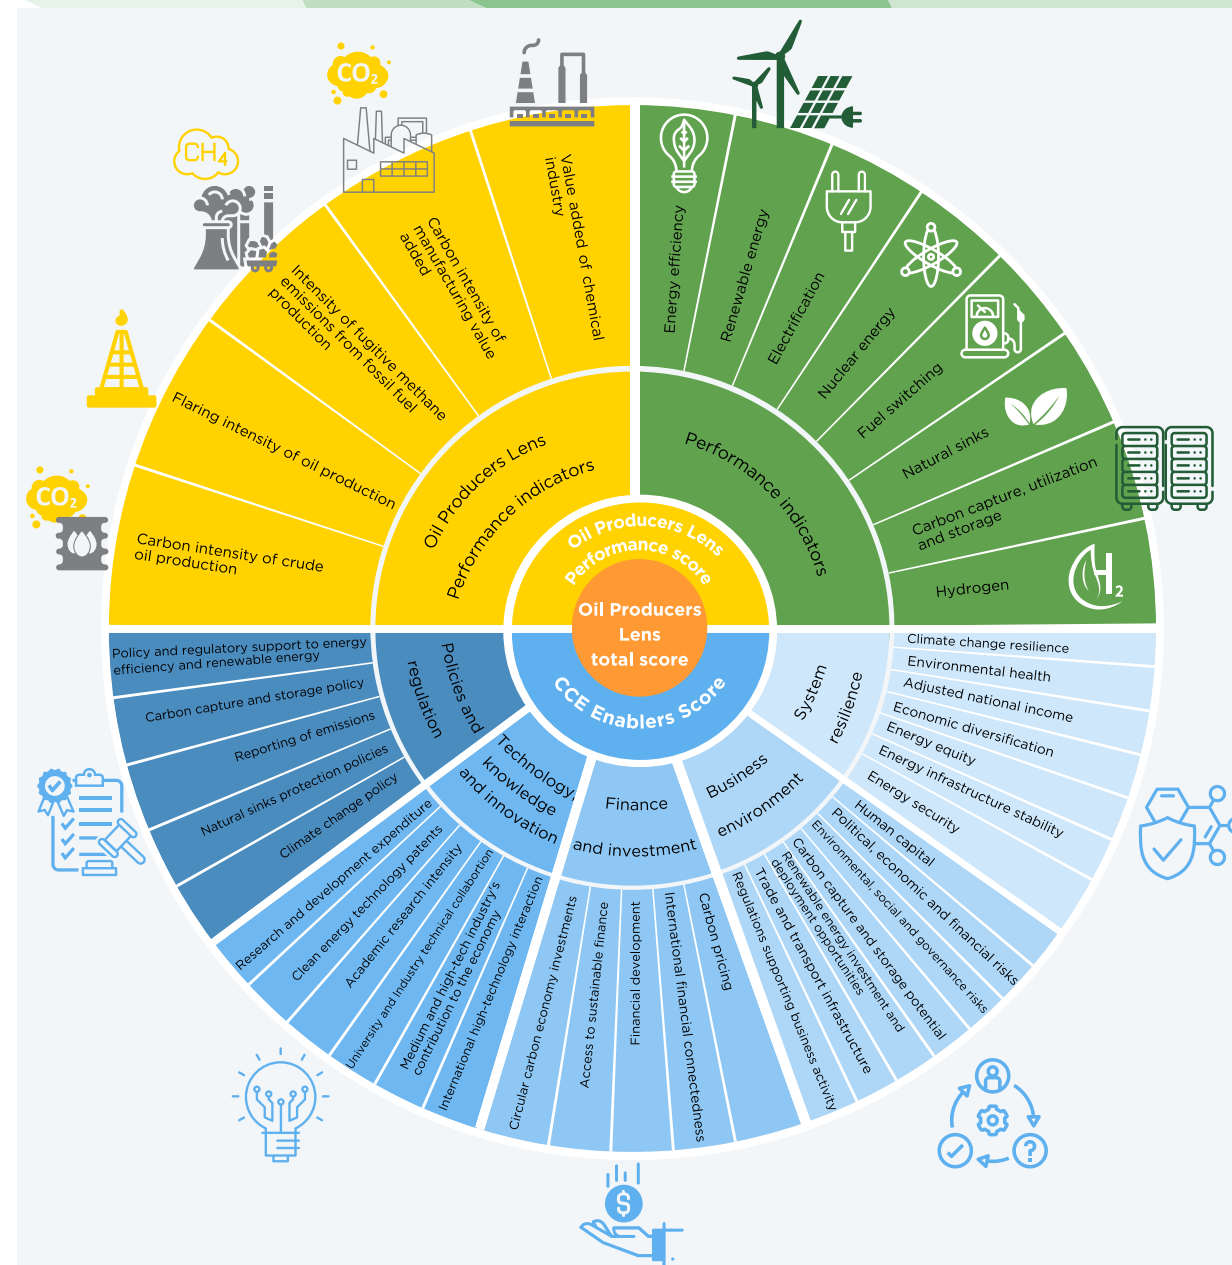 CO2
CH4
CO2
Value added of chemical
industry
Carbon intensity of
manufacturing value
added
Intensity of fugitive methane
emissions from fossil fuel
production
Flaring intensity of oil production
Carbon intensity of crude
oil production
Oil Producers Lens
Performance indicators
Energy efficiency
Renewable energy
Electrification
Nuclear energy
Fuel switching
Natural sinks
Carbon capture, utilization
and storage
Hydrogen
H2
Performance indicators
Oil Producers Lens
Performance score
Oil Producers
Lens
total score
CCE Enablers Score
Policies and
regulation
Policy and regulatory support to energy
efficiency and renewable energy
Carbon capture and storage policy
Reporting of emissions
Natural sinks protection policies
Climate change policy
Technology,
knowledge
and innovation
Research and development expenditure
Clean energy technology patents
Academic research intensity
University and industry technical collabortion
Medium and high-tech industry's
contribution to the economy
International high-technology interaction
Finance
and investment
Circular carbon economy investments
Access to sustainable finance
Financial development
International financial connectedness
Carbon pricing
Business
environment
Regulations supporting business activity
Trade and transport infrastructure
Renewable energy investment and
deployment opportunities
Carbon capture and storage potential
Environmental, social and governance risks
Political, economic and financial risks
Human capital
System
resilience
Climate change resilience
Environmental health
Adjusted national income
Economic diversification
Energy equity
Energy infrastructure stability
Energy security
$
?